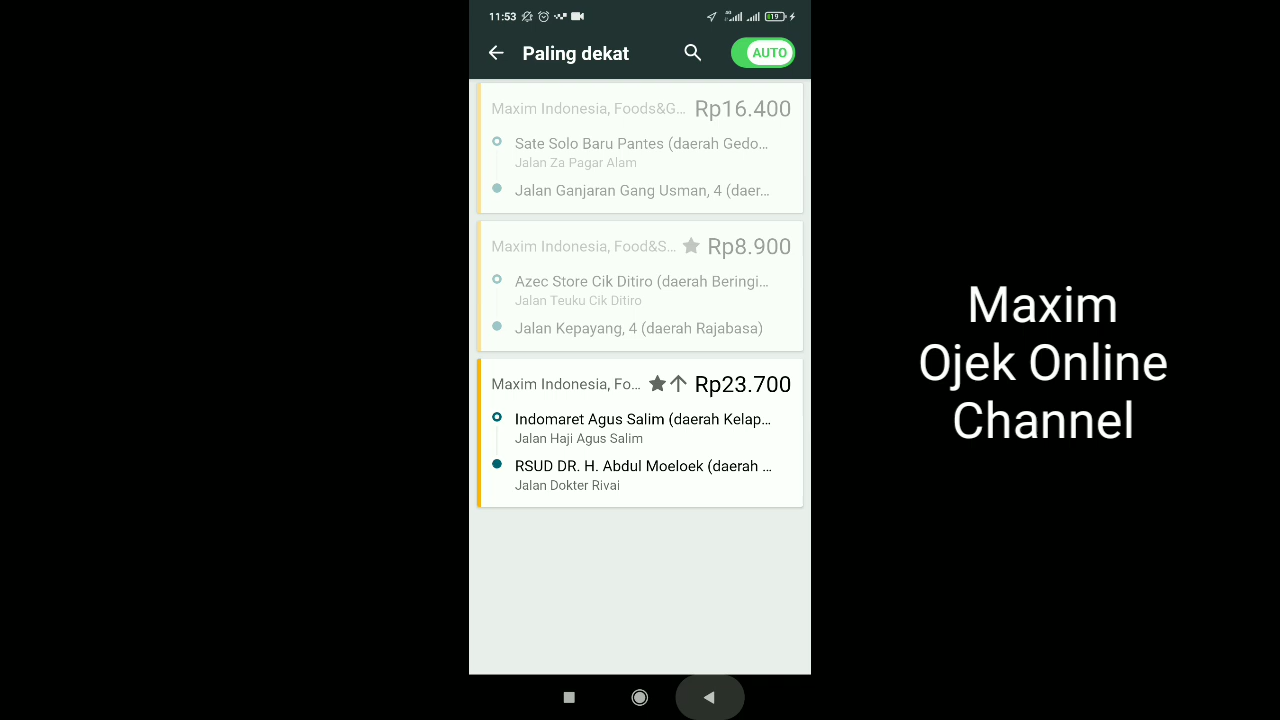 11:53
4G
19
Paling dekat
AUTO
Maxim Indonesia, Foods&G... Rp16.400
Sate Solo Baru Pantes (daerah Gedo...
Jalan Za Pagar Alam
Jalan Ganjaran Gang Usman, 4 (daer...
Maxim Indonesia, Food&S... Rp8.900
Azec Store Cik Ditiro (daerah Beringi...
Jalan Teuku Cik Ditiro
Jalan Kepayang, 4 (daerah Rajabasa)
Maxim Indonesia, Fo... Rp23.700
Indomaret Agus Salim (daerah Kelap...
Jalan Haji Agus Salim
RSUD DR. H. Abdul Moeloek (daerah ...
Jalan Dokter Rivai
Maxim
Ojek Online
Channel